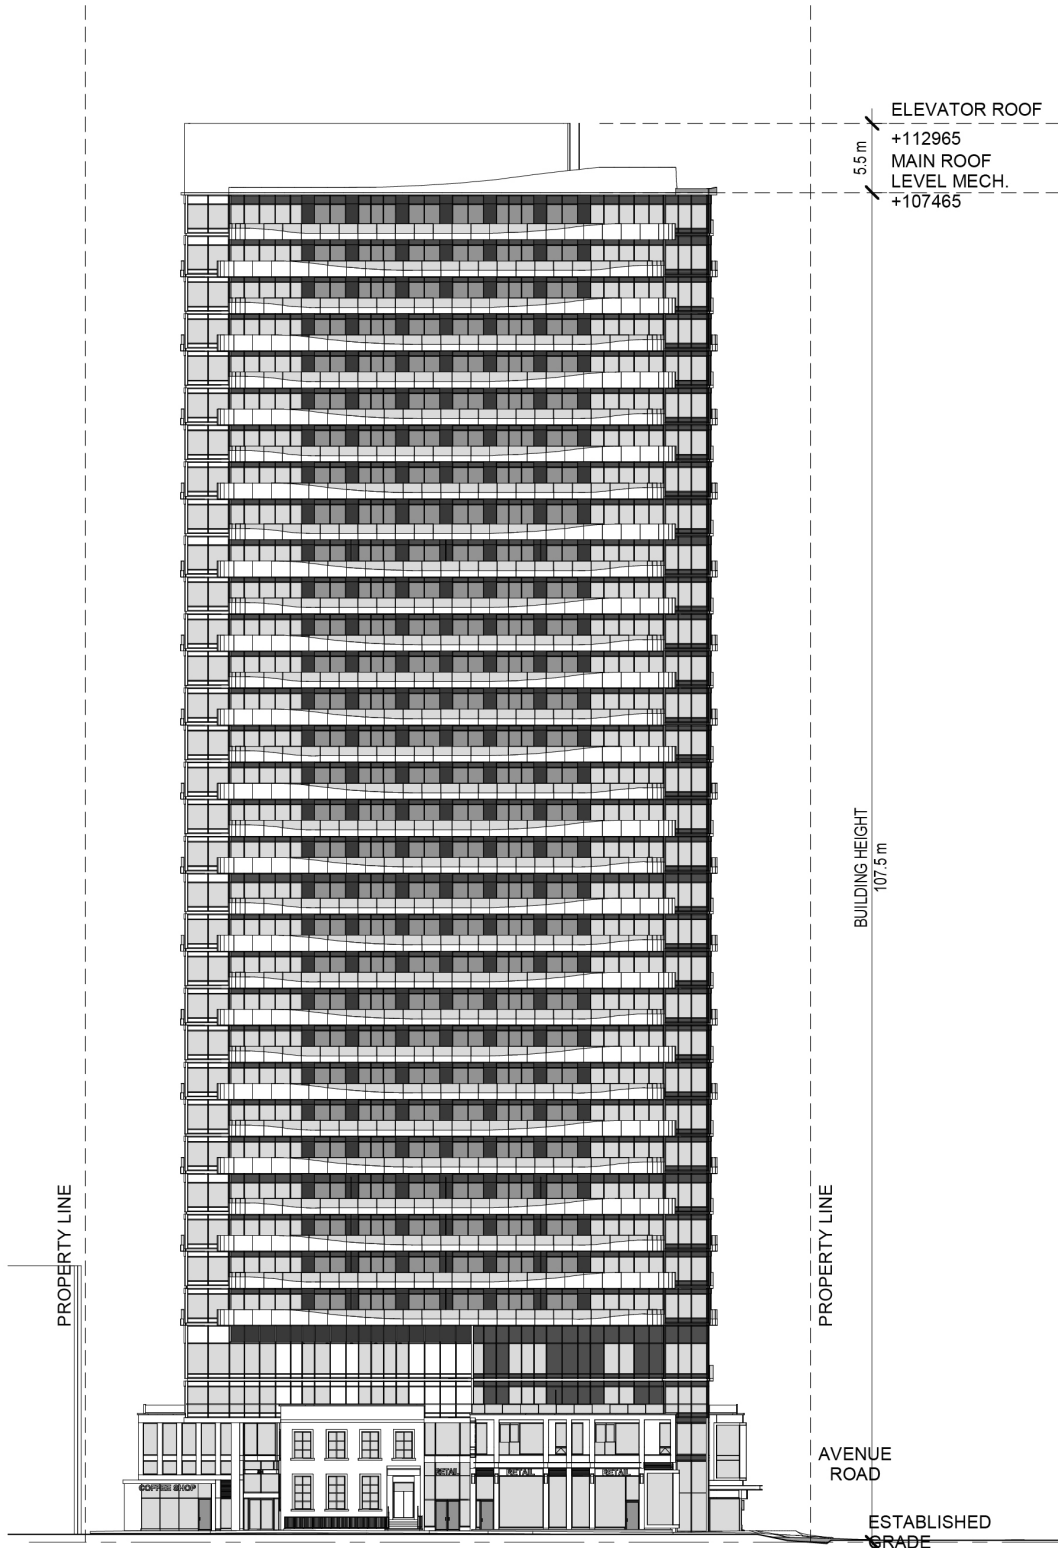 ELEVATOR ROOF
+112965
5.5 m
MAIN ROOF
LEVEL MECH.
+107465
BUILDING HEIGHT
107.5 m
PROPERTY LINE
PROPERTY LINE
AVENUE
ROAD
COFFEE SHOP
RETAIL
RETAIL
RETAIL
ESTABLISHED
GRADE